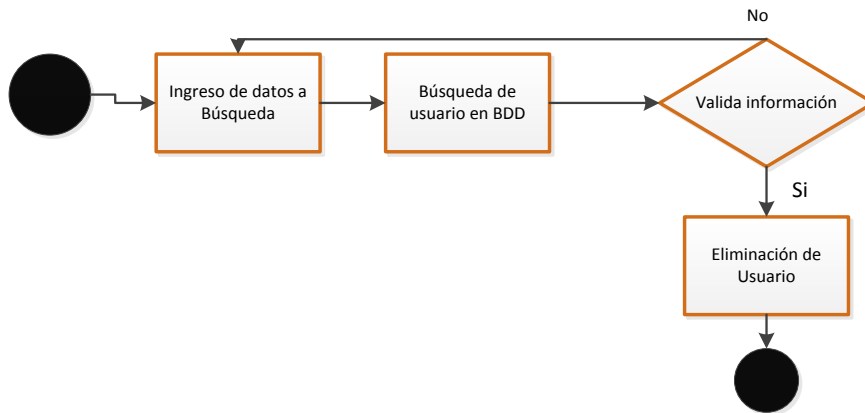 No
Ingreso de datos a
Búsqueda
Búsqueda de
usuario en BDD
Valida información
Si
Eliminación de
Usuario